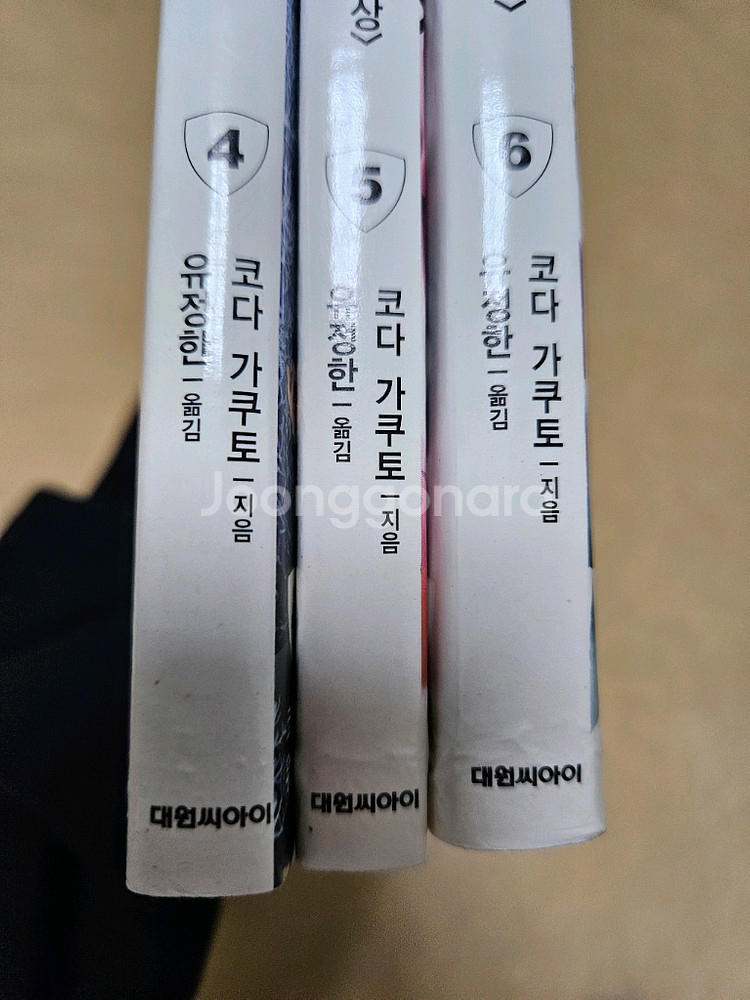 4
코다 가쿠토 ㅡ 지음
유정한 ㅡ 옮김
대원씨아이
상>
5
코다 가쿠토 ㅡ 지음
유정한 ㅡ 옮김
대원씨아이
>
6
코다 가쿠토 ㅡ 지음
유정한 ㅡ 옮김
대원씨아이
Joonggonara